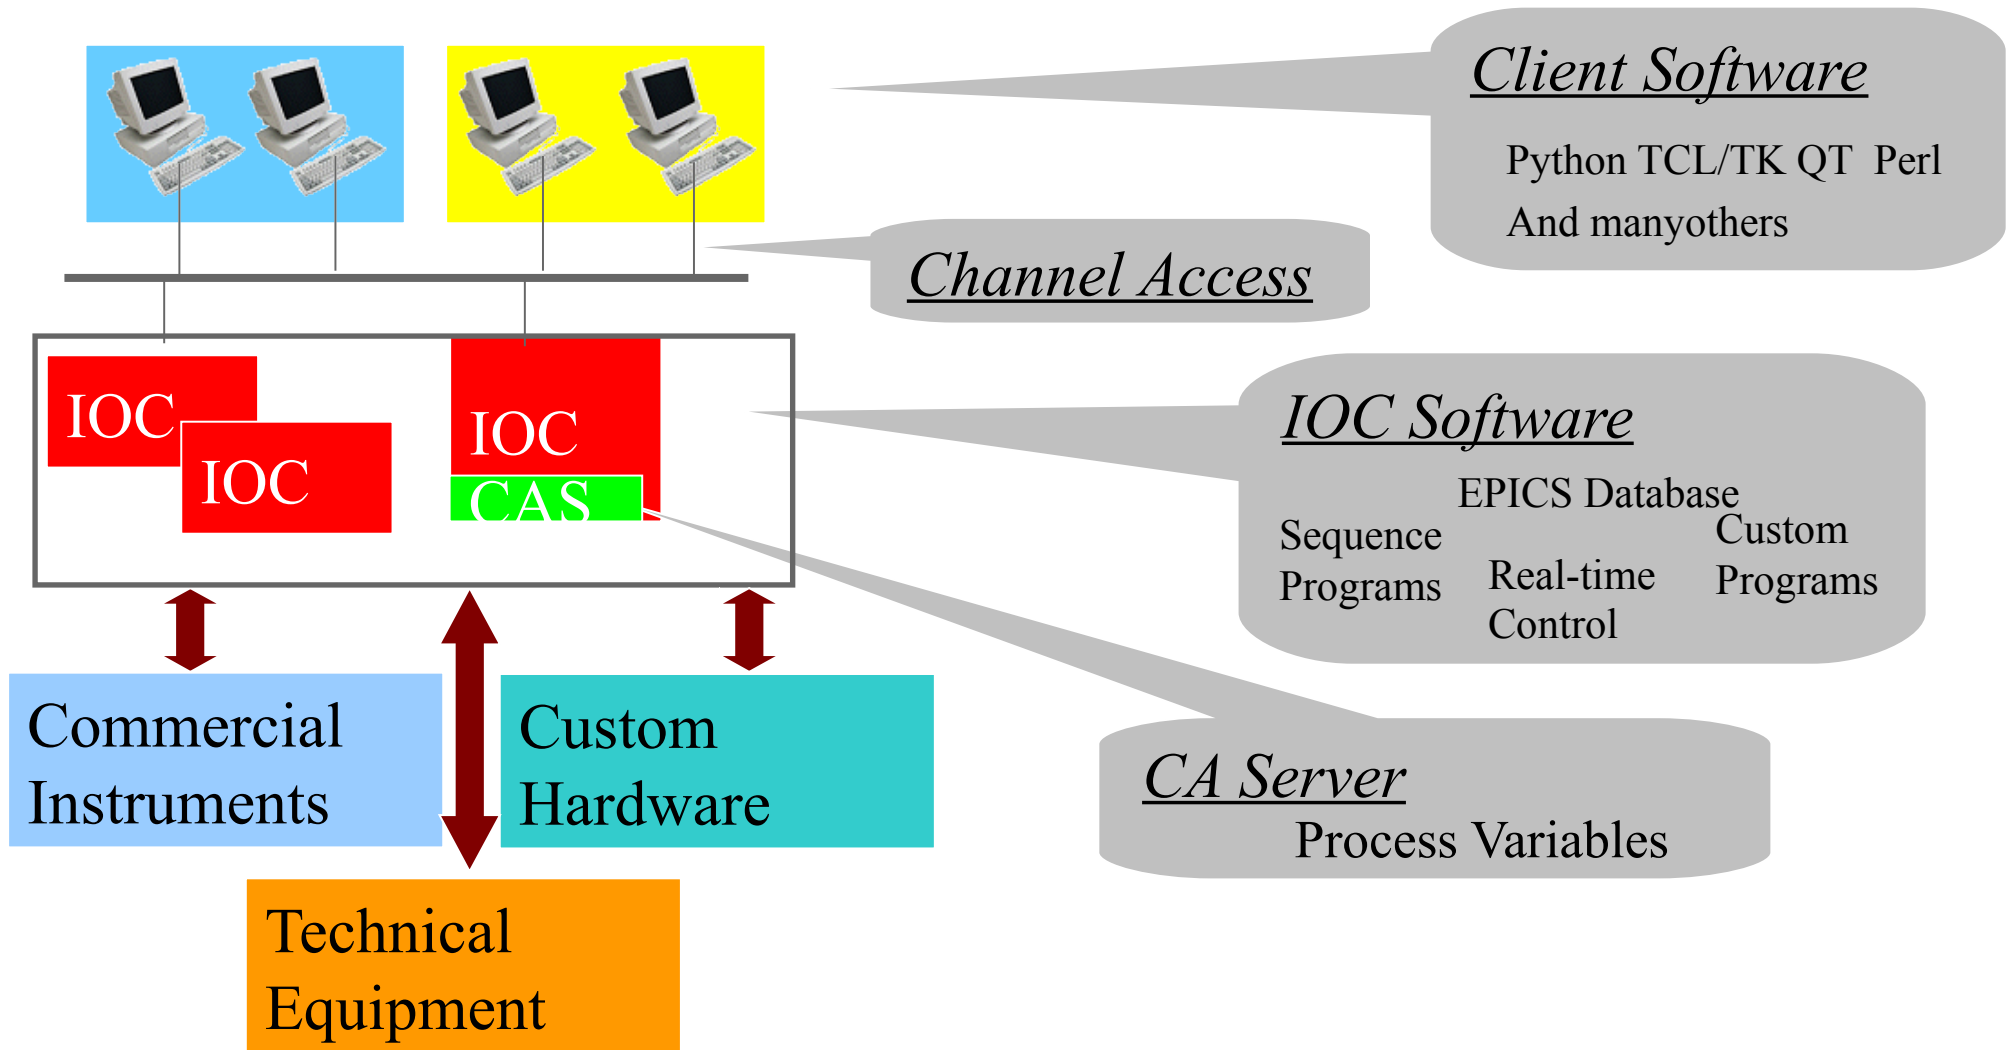 Client Software
Python TCL/TK QT  Perl
And manyothers
Channel Access
IOC
IOC
IOC
CAS
IOC Software
EPICS Database
Sequence
Programs
Real-time
Control
Custom
Programs
Commercial
Instruments
Custom
Hardware
CA Server
Process Variables
Technical
Equipment